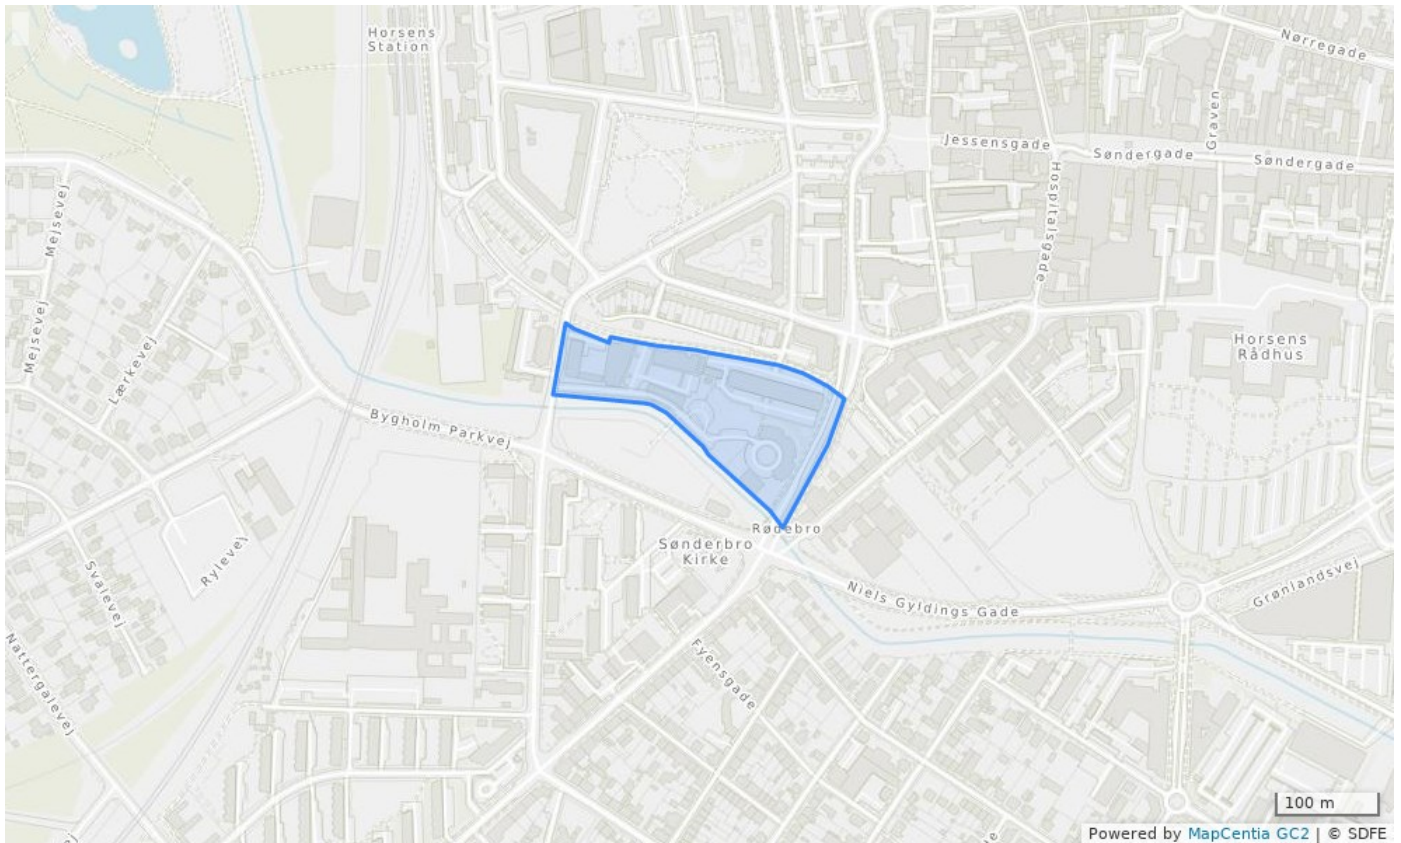 Horsens
Station
Nørregade
Graven
Jessensgade
Søndergade
Søndergade
Hospitalsgade
Mejsevej
Mejsevej
Lærkevej
Horsens
Rådhus
Bygholm Parkvej
Rødebro
Sønderbro
Kirke
Rylevej
Svalevej
Niels Gyldings Gade
Grønlandsvej
Nattergalevej
Fyensgade
100 m
Powered by MapCentia GC2 | © SDFE